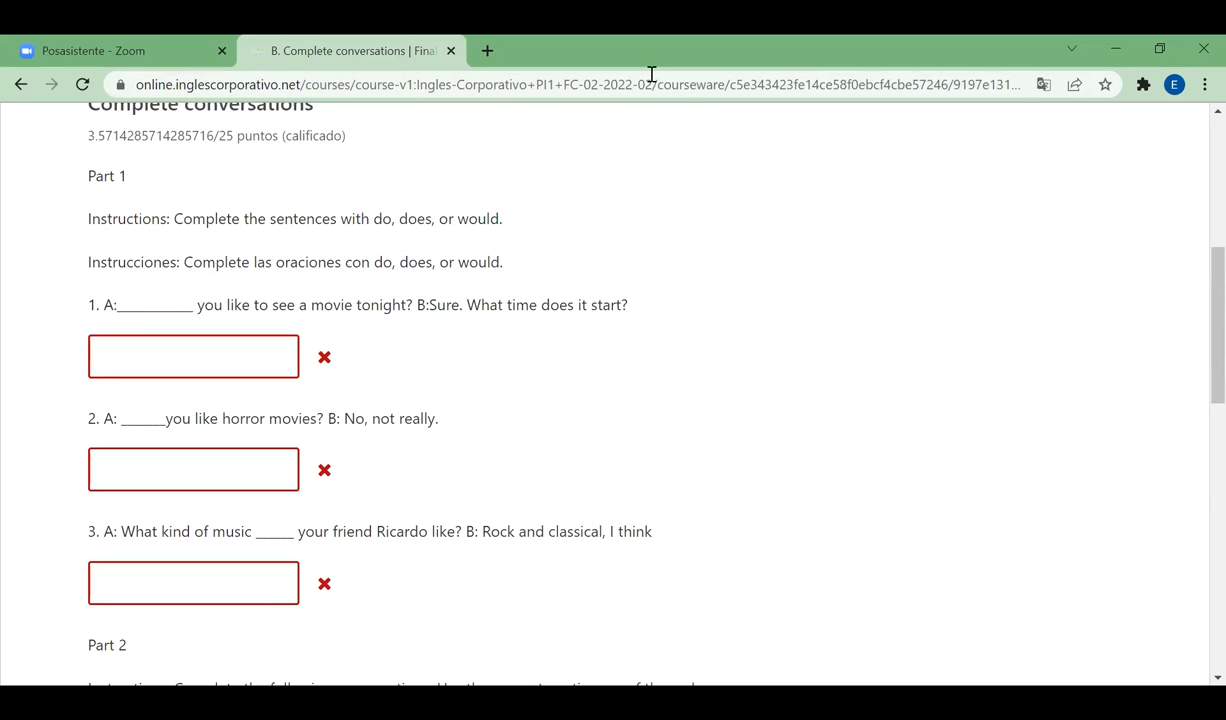 Posasistente - Zoom
B. Complete conversations | Fina
online.inglescorporativo.net/courses/course-v1:Ingles-Corporativo+PI1+FC-02-2022-02/courseware/c5e343423fe14ce58f0ebcf4cbe57246/9197e131...
E
Complete conversations
3.5714285714285716/25 puntos (calificado)
Part 1
Instructions: Complete the sentences with do, does, or would.
Instrucciones: Complete las oraciones con do, does, or would.
1. A:____________ you like to see a movie tonight? B:Sure. What time does it start?
2. A: _______you like horror movies? B: No, not really.
3. A: What kind of music ______ your friend Ricardo like? B: Rock and classical, I think
Part 2